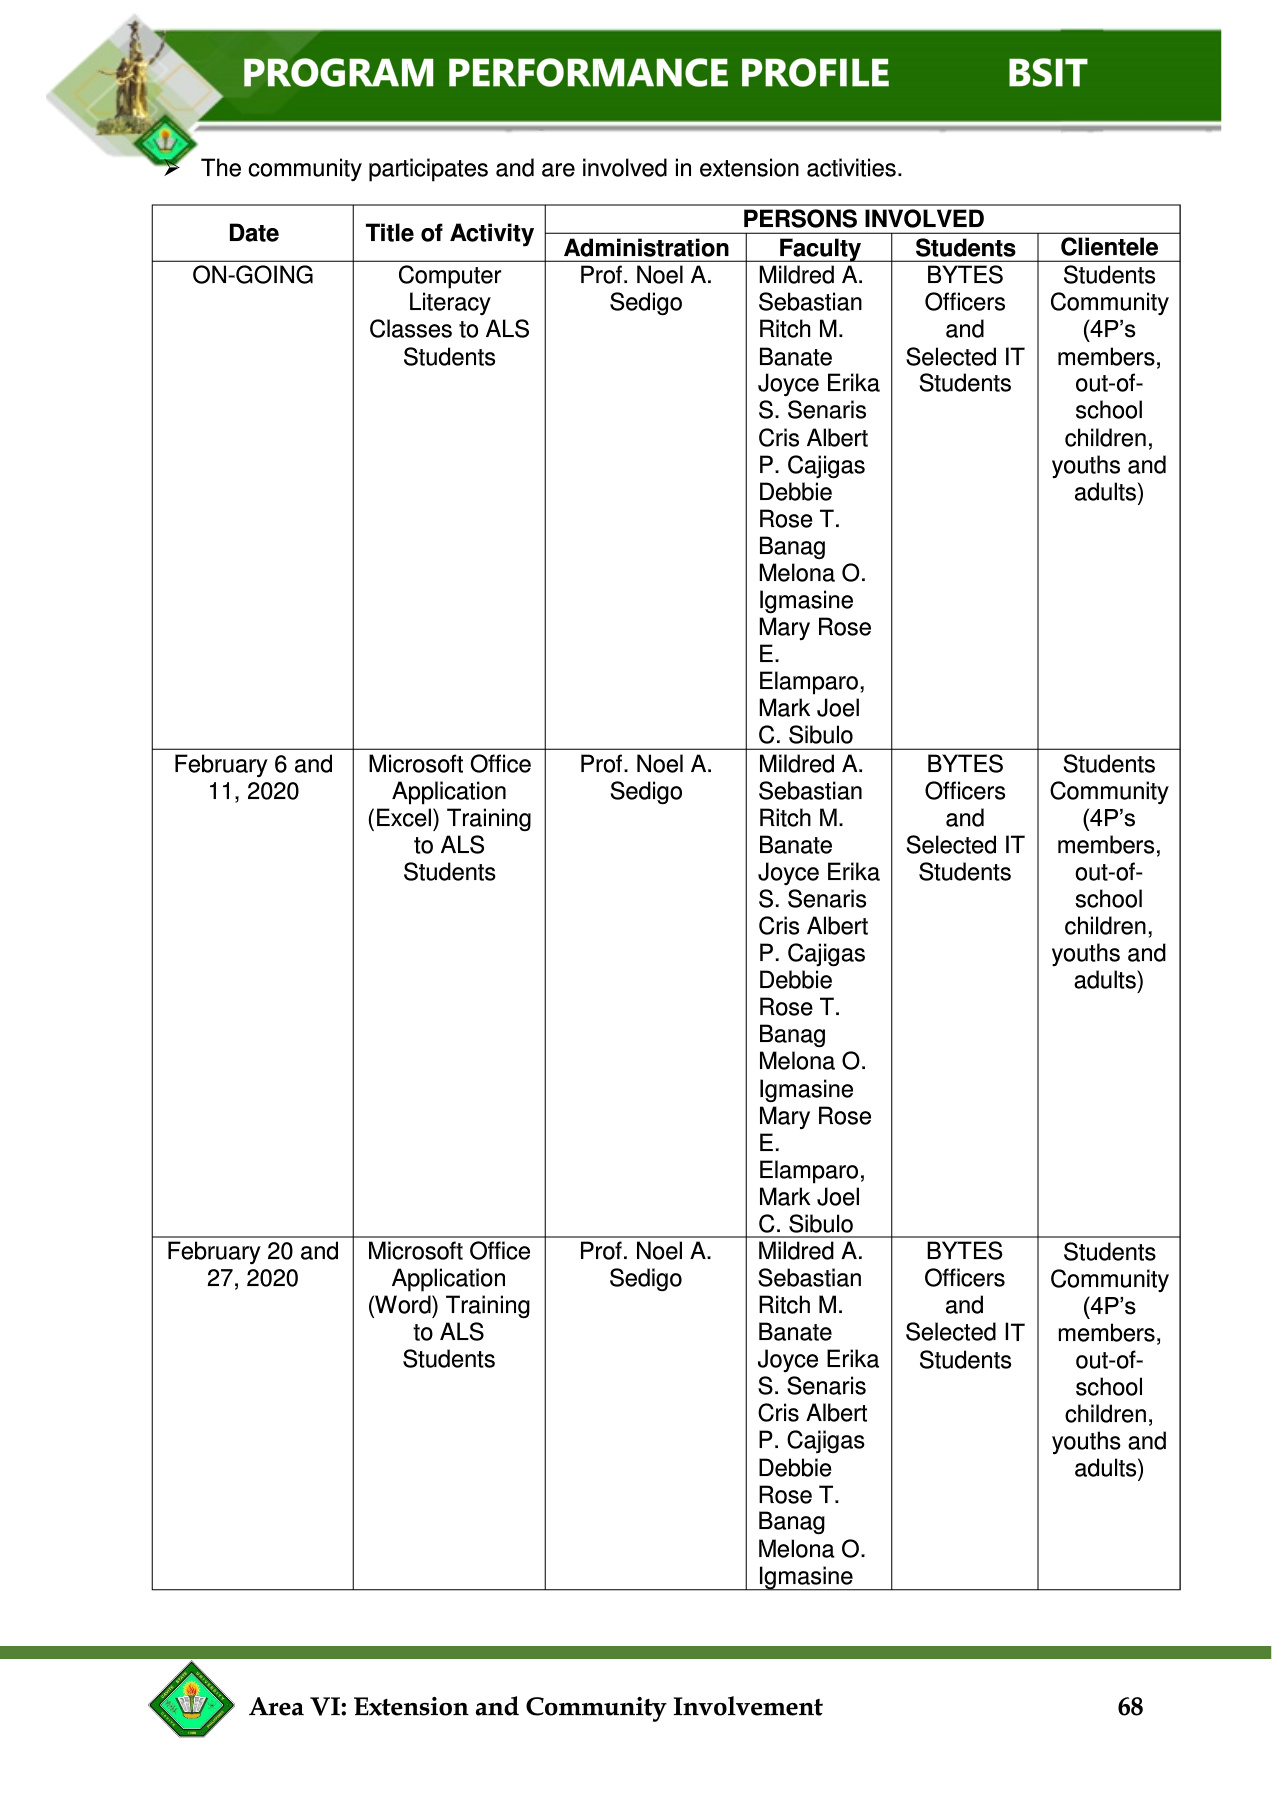 PROGRAM PERFORMANCE PROFILE BSIT
➢ The community participates and are involved in extension activities.
Date
Title of Activity
PERSONS INVOLVED
Administration
Faculty
Students
Clientele
ON-GOING
Computer
Literacy
Classes to ALS
Students
Prof. Noel A.
Sedigo
Mildred A.
Sebastian
Ritch M.
Banate
Joyce Erika
S. Senaris
Cris Albert
P. Cajigas
Debbie
Rose T.
Banag
Melona O.
Igmasine
Mary Rose
E.
Elamparo,
Mark Joel
C. Sibulo
BYTES
Officers
and
Selected IT
Students
Students
Community
(4P’s
members,
out-of-
school
children,
youths and
adults)
February 6 and
11, 2020
Microsoft Office
Application
(Excel) Training
to ALS
Students
Prof. Noel A.
Sedigo
Mildred A.
Sebastian
Ritch M.
Banate
Joyce Erika
S. Senaris
Cris Albert
P. Cajigas
Debbie
Rose T.
Banag
Melona O.
Igmasine
Mary Rose
E.
Elamparo,
Mark Joel
C. Sibulo
BYTES
Officers
and
Selected IT
Students
Students
Community
(4P’s
members,
out-of-
school
children,
youths and
adults)
February 20 and
27, 2020
Microsoft Office
Application
(Word) Training
to ALS
Students
Prof. Noel A.
Sedigo
Mildred A.
Sebastian
Ritch M.
Banate
Joyce Erika
S. Senaris
Cris Albert
P. Cajigas
Debbie
Rose T.
Banag
Melona O.
Igmasine
BYTES
Officers
and
Selected IT
Students
Students
Community
(4P’s
members,
out-of-
school
children,
youths and
adults)
Area VI: Extension and Community Involvement 68